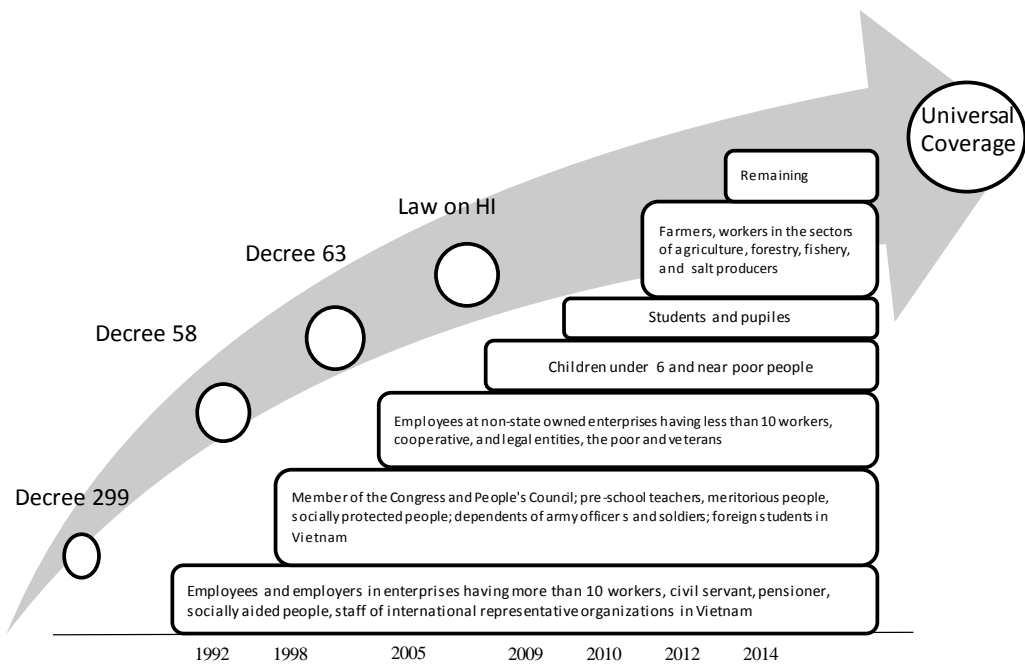 Universal
Coverage
Remaining
Law on HI
Farmers, workers in the sectors
of agriculture, forestry, fishery,
and salt producers
Decree 63
Students and pupiles
Decree 58
Children under 6 and near poor people
Employees at non-state owned enterprises having less than 10 workers,
cooperative, and legal entities, the poor and veterans
Decree 299
Member of the Congress and People's Council; pre-school teachers, meritorious people,
socially protected people; dependents of army officers and soldiers; foreign students in
Vietnam
Employees and employers in enterprises having more than 10 workers, civil servant, pensioner,
socially aided people, staff of international representative organizations in Vietnam
1992 1998 2005 2009 2010 2012 2014